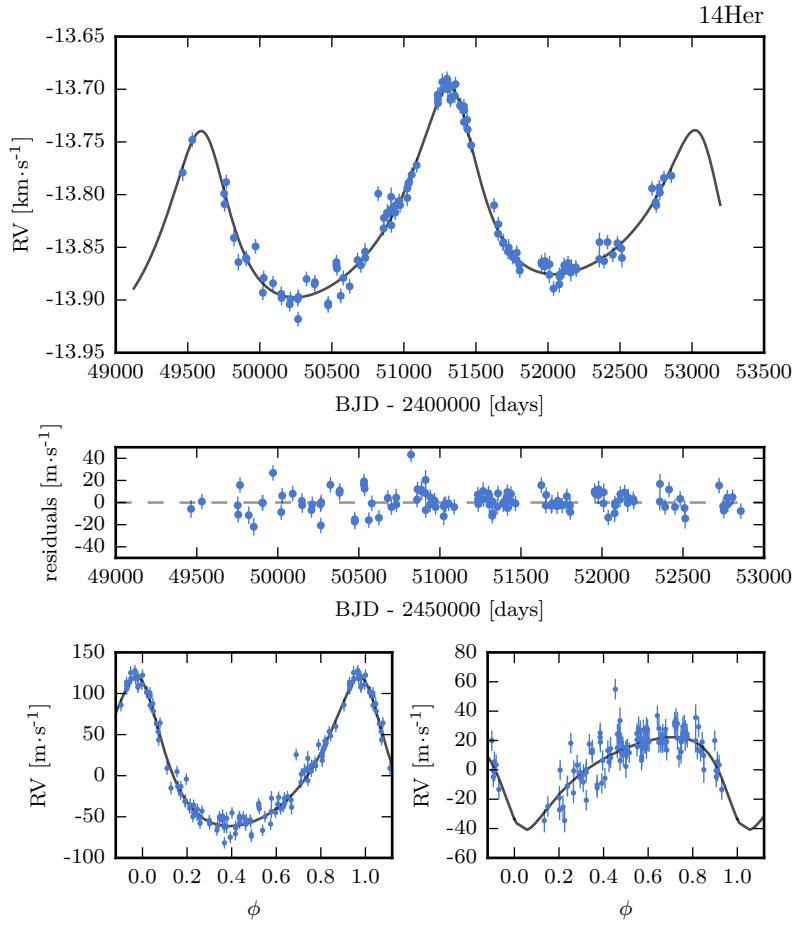 14Her
-13.65
-13.70
-13.75
-13.80
-13.85
-13.90
-13.95
RV [km·s⁻¹]
49000 49500 50000 50500 51000 51500 52000 52500 53000 53500
BJD - 2400000 [days]
40
20
0
-20
-40
residuals [m·s⁻¹]
49000 49500 50000 50500 51000 51500 52000 52500 53000
BJD - 2450000 [days]
150
100
50
0
-50
-100
RV [m·s⁻¹]
0.0 0.2 0.4 0.6 0.8 1.0
ϕ
80
60
40
20
0
-20
-40
-60
RV [m·s⁻¹]
0.0 0.2 0.4 0.6 0.8 1.0
ϕ